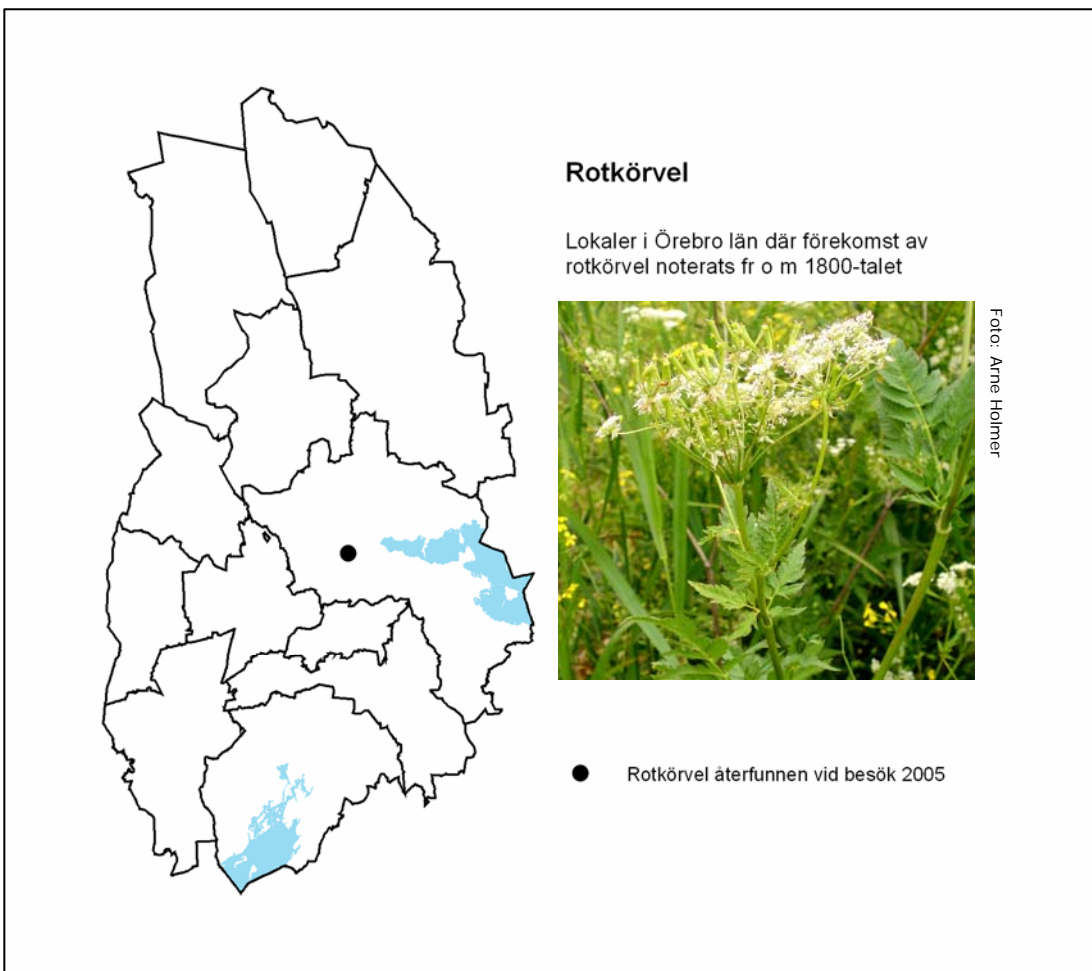 Rotkörvel
Lokaler i Örebro län där förekomst av
rotkörvel noterats fr o m 1800-talet
Foto: Arne Holmer
Rotkörvel återfunnen vid besök 2005